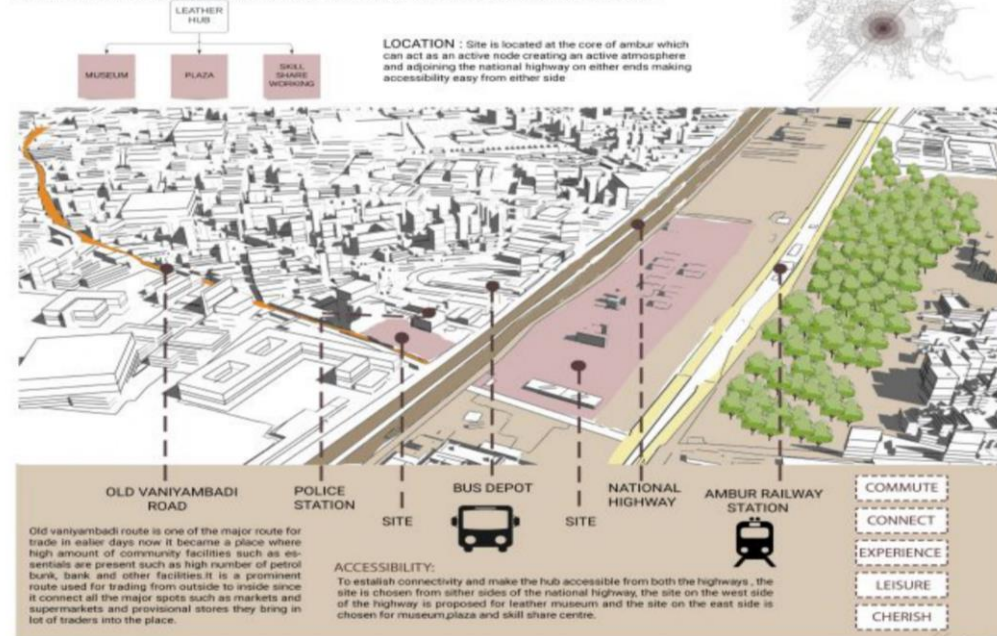 LEATHER
HUB
MUSEUM
PLAZA
SKILL
SHARE
WORKING
LOCATION : Site is located at the core of ambur which
can act as an active node creating an active atmosphere
and adjoining the national highway on either ends making
accessibility easy from either side
OLD VANIYAMBADI
ROAD
POLICE
STATION
SITE
BUS DEPOT
SITE
NATIONAL
HIGHWAY
AMBUR RAILWAY
STATION
COMMUTE
CONNECT
EXPERIENCE
LEISURE
CHERISH
Old vaniyambadi route is one of the major route for
trade in ealier days now it became a place where
high amount of community facilities such as es-
sentials are present such as high number of petrol
bunk, bank and other facilities.It is a prominent
route used for trading from outside to inside since
it connect all the major spots such as markets and
supermarkets and provisional stores they bring in
lot of traders into the place.
ACCESSIBILITY:
To estalish connectivity and make the hub accessible from both the highways , the
site is chosen from sither sides of the national highway, the site on the west side
of the highway is proposed for leather museum and the site on the east side is
chosen for museum,plaza and skill share centre.